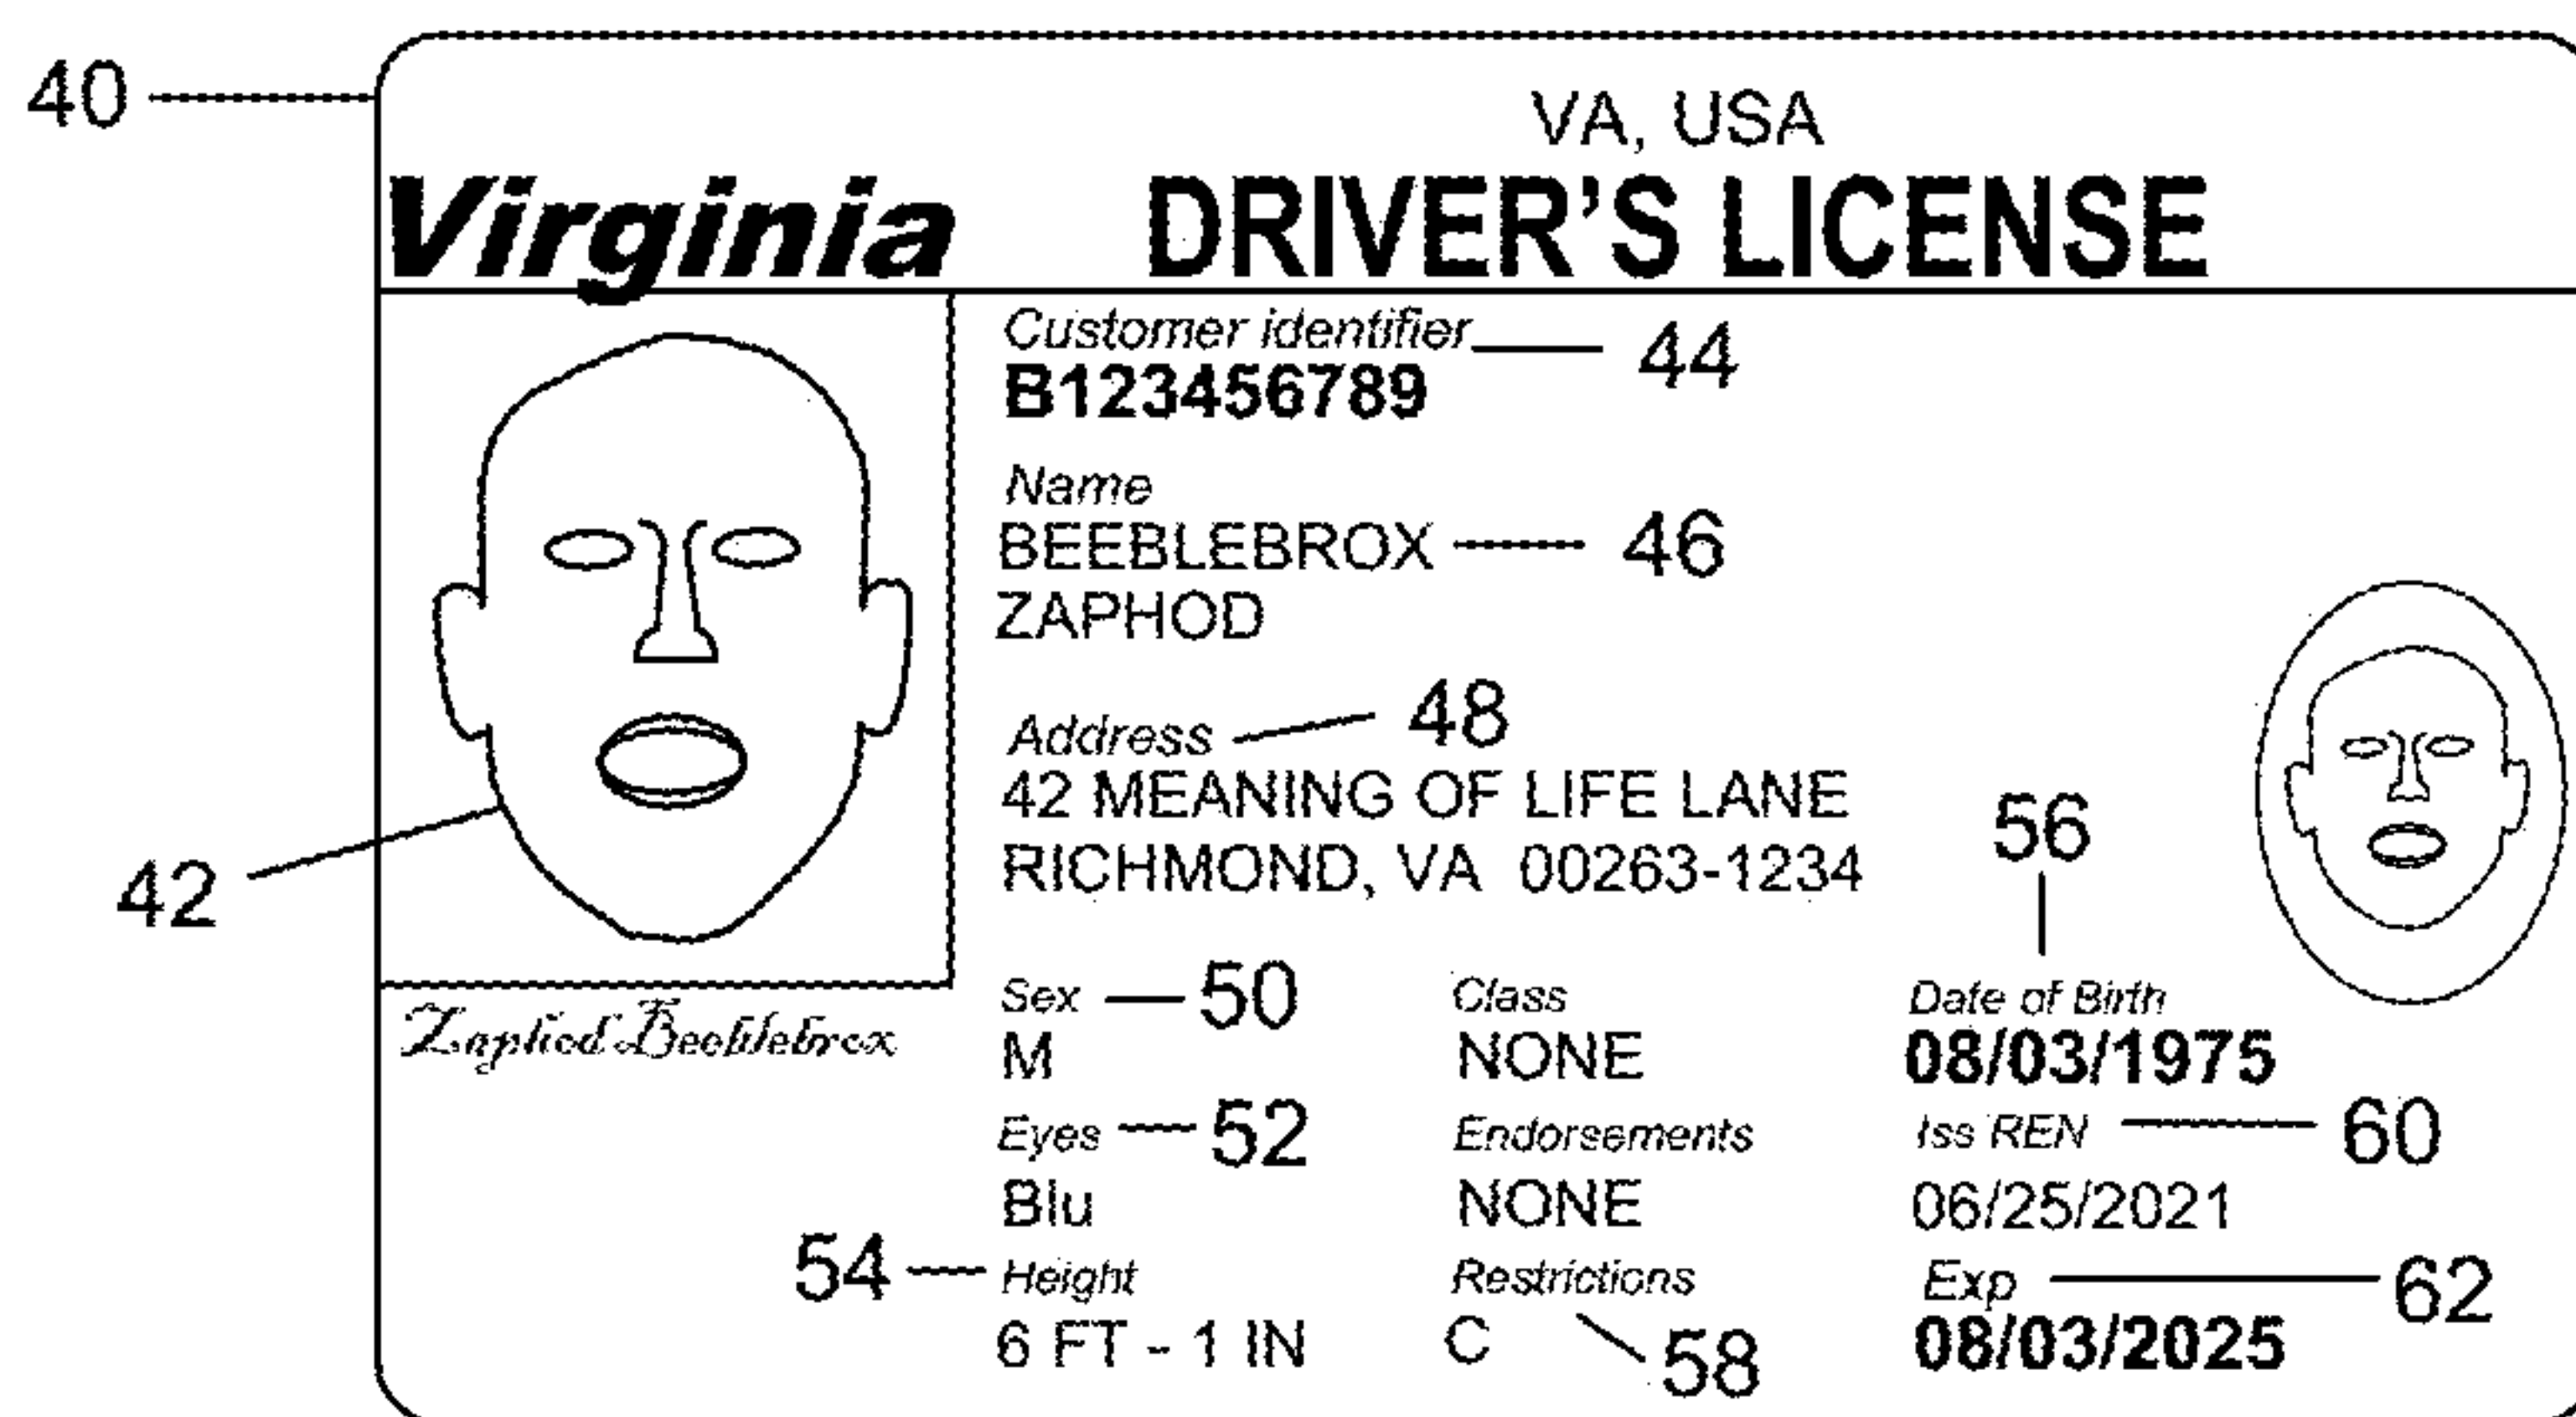 40
VA, USA
Virginia DRIVER'S LICENSE
Customer identifier 44
B123456789
Name
BEEBLEBROX 46
ZAPHOD
Address 48
42 MEANING OF LIFE LANE
RICHMOND, VA 00263-1234
56
42
Sex 50 Class Date of Birth
Zaphod Beeblebrox
M NONE 08/03/1975
Eyes 52 Endorsements Iss REN 60
Blu NONE 06/25/2021
54 Height Restrictions Exp 62
6 FT - 1 IN C 58 08/03/2025